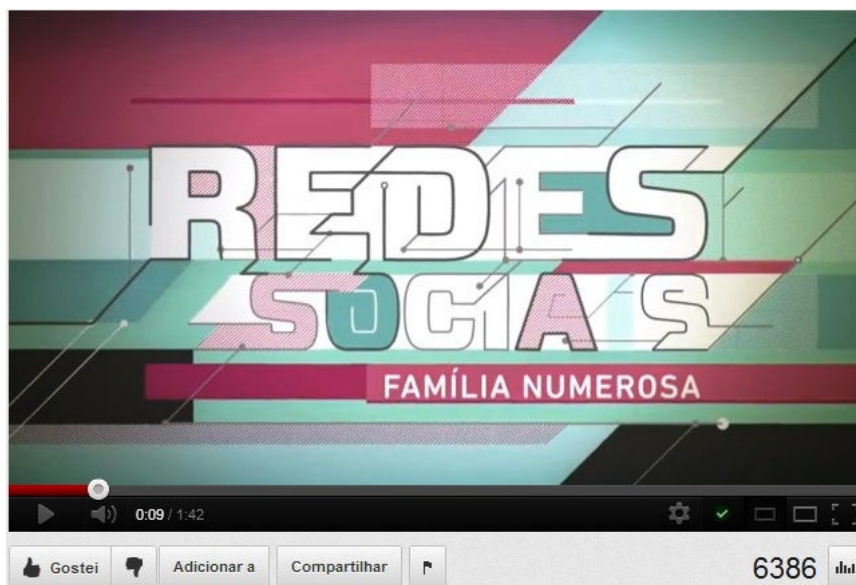 REDES
SOCIAIS
FAMÍLIA NUMEROSA
0:09 / 1:42
Gostei
Adicionar a
Compartilhar
6386